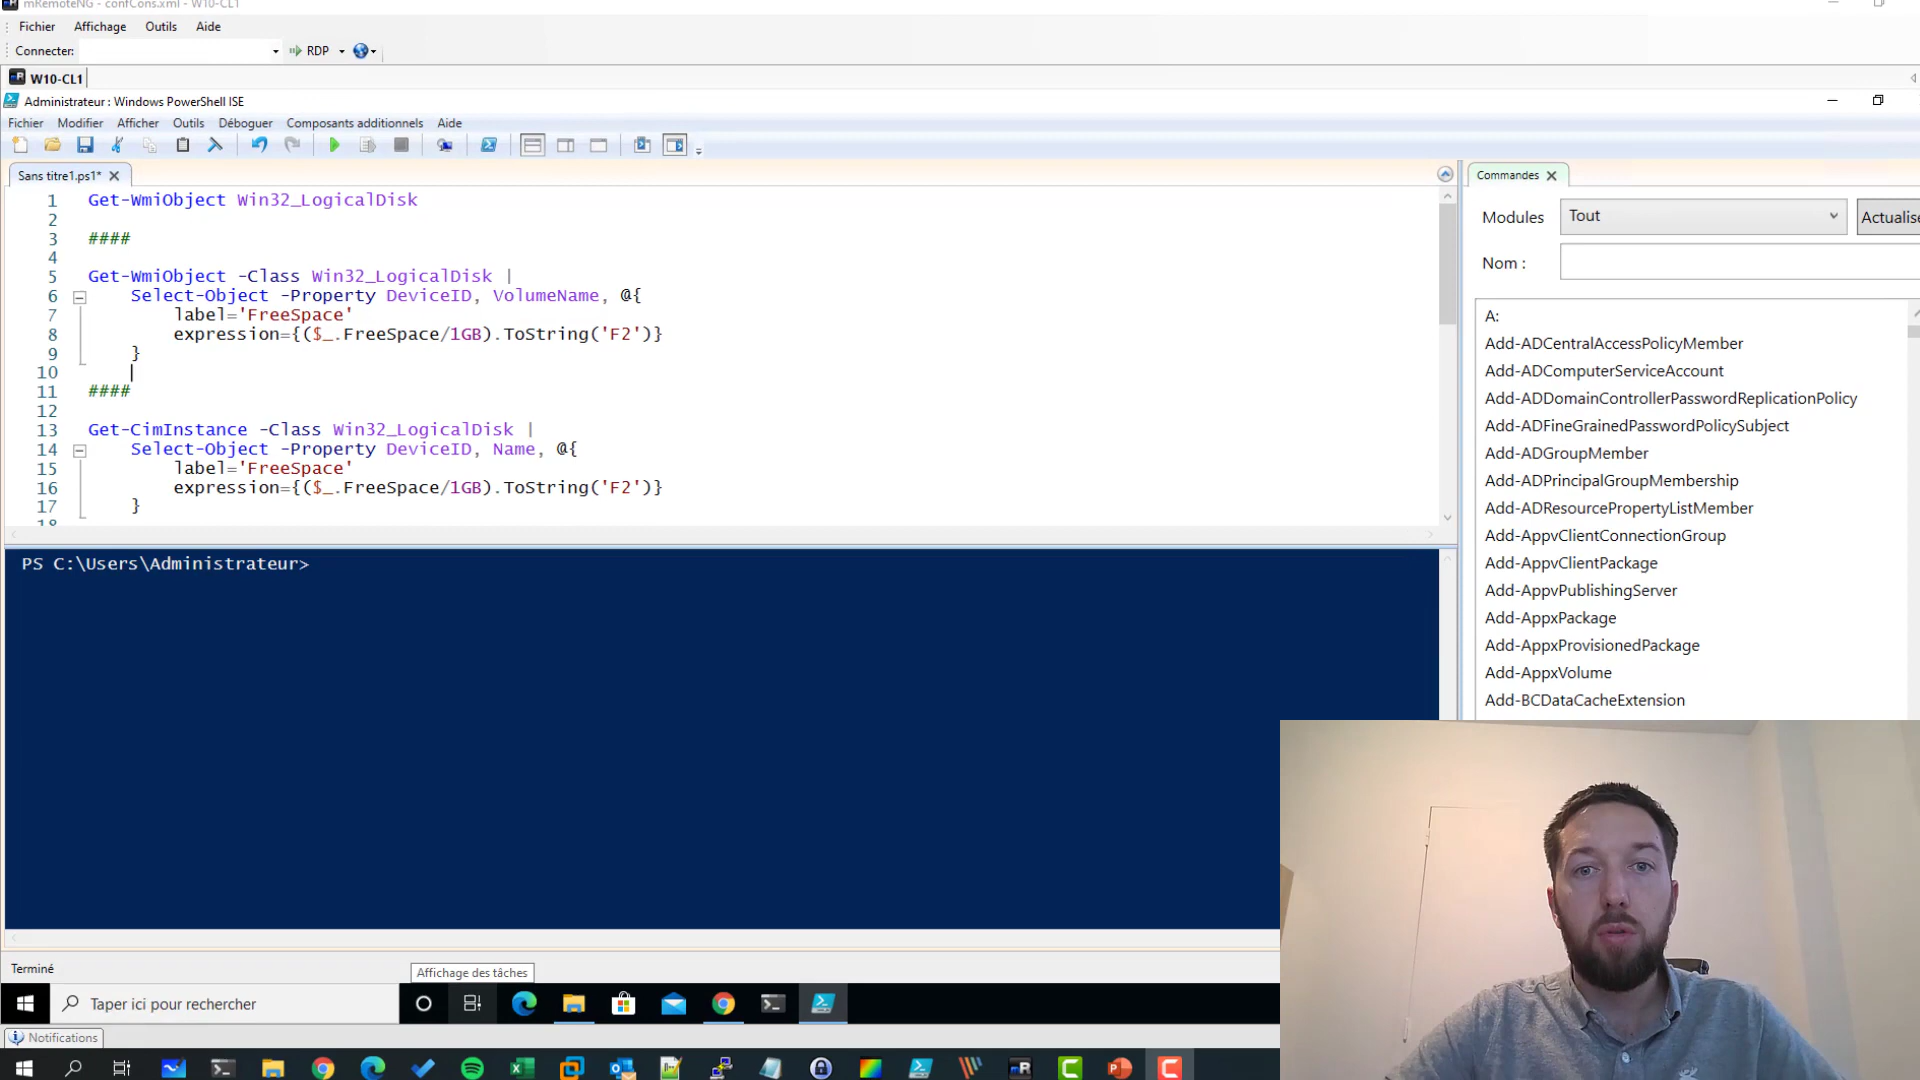 mRemoteNG - confCons.xml - W10-CL1
Fichier Affichage Outils Aide
Connecter: RDP
W10-CL1
Administrateur : Windows PowerShell ISE
Fichier Modifier Afficher Outils Déboguer Composants additionnels Aide
Sans titre1.ps1*
1 Get-WmiObject Win32_LogicalDisk
2
3 ####
4
5 Get-WmiObject -Class Win32_LogicalDisk |
6 Select-Object -Property DeviceID, VolumeName, @{
7 label='FreeSpace'
8 expression={($_.FreeSpace/1GB).ToString('F2')}
9 }
10
11 ####
12
13 Get-CimInstance -Class Win32_LogicalDisk |
14 Select-Object -Property DeviceID, Name, @{
15 label='FreeSpace'
16 expression={($_.FreeSpace/1GB).ToString('F2')}
17 }
18
PS C:\Users\Administrateur>
Commandes
Modules Tout Actualise
Nom :
A:
Add-ADCentralAccessPolicyMember
Add-ADComputerServiceAccount
Add-ADDomainControllerPasswordReplicationPolicy
Add-ADFineGrainedPasswordPolicySubject
Add-ADGroupMember
Add-ADPrincipalGroupMembership
Add-ADResourcePropertyListMember
Add-AppvClientConnectionGroup
Add-AppvClientPackage
Add-AppvPublishingServer
Add-AppxPackage
Add-AppxProvisionedPackage
Add-AppxVolume
Add-BCDataCacheExtension
Terminé
Affichage des tâches
Taper ici pour rechercher
Notifications